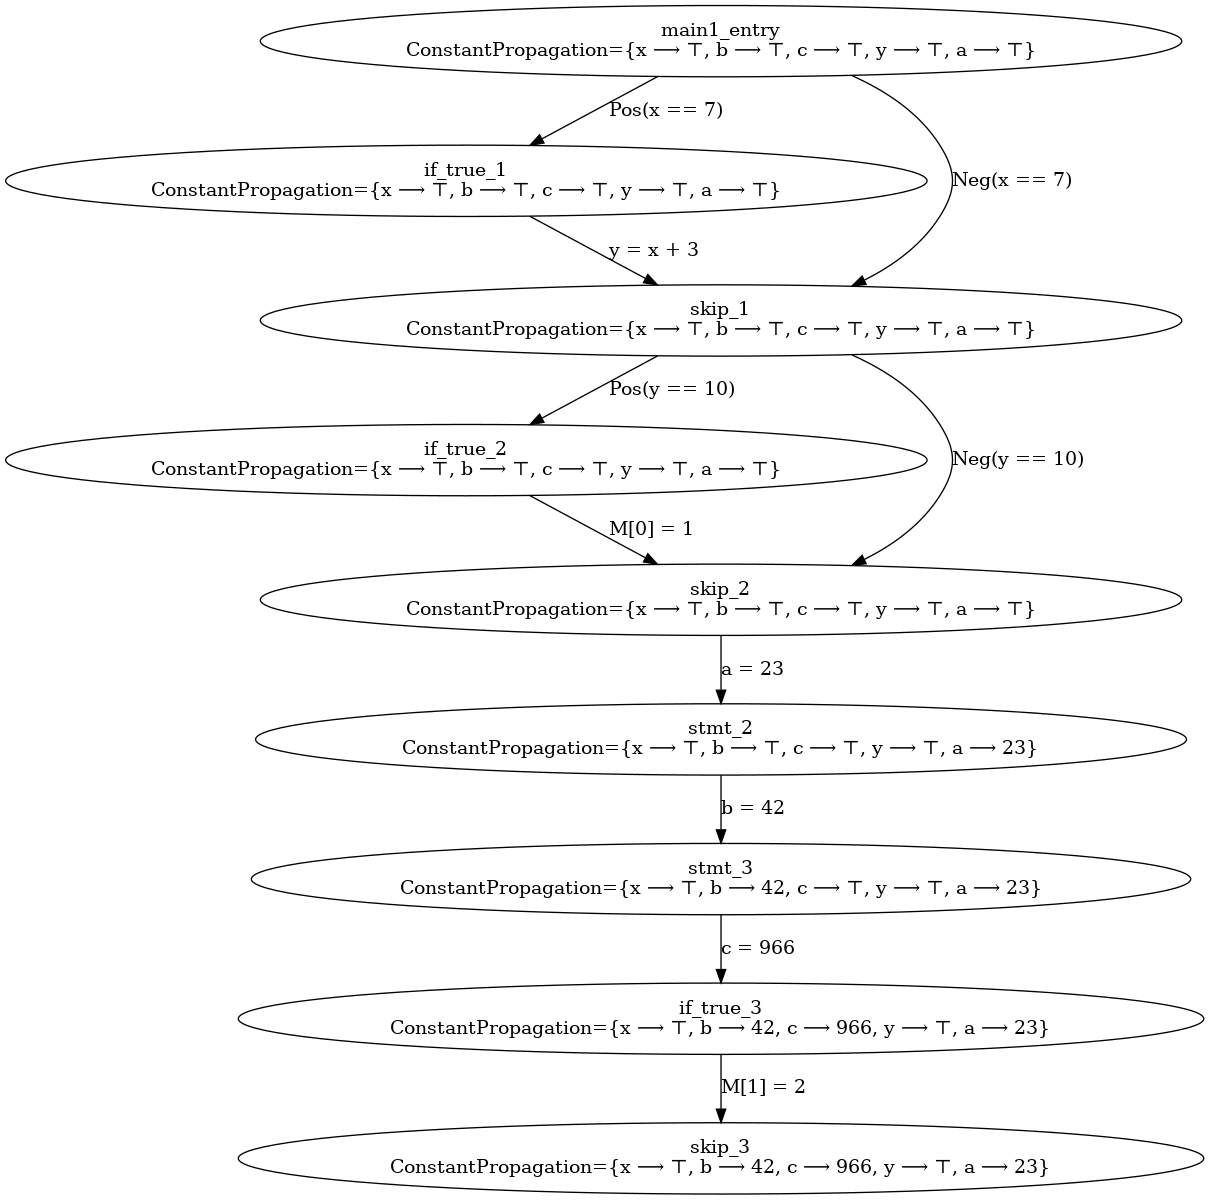 main1_entry
ConstantPropagation={x ⟶ ⊤, b ⟶ ⊤, c ⟶ ⊤, y ⟶ ⊤, a ⟶ ⊤}
Pos(x == 7)
if_true_1
ConstantPropagation={x ⟶ ⊤, b ⟶ ⊤, c ⟶ ⊤, y ⟶ ⊤, a ⟶ ⊤}
Neg(x == 7)
y = x + 3
skip_1
ConstantPropagation={x ⟶ ⊤, b ⟶ ⊤, c ⟶ ⊤, y ⟶ ⊤, a ⟶ ⊤}
Pos(y == 10)
if_true_2
ConstantPropagation={x ⟶ ⊤, b ⟶ ⊤, c ⟶ ⊤, y ⟶ ⊤, a ⟶ ⊤}
Neg(y == 10)
M[0] = 1
skip_2
ConstantPropagation={x ⟶ ⊤, b ⟶ ⊤, c ⟶ ⊤, y ⟶ ⊤, a ⟶ ⊤}
a = 23
stmt_2
ConstantPropagation={x ⟶ ⊤, b ⟶ ⊤, c ⟶ ⊤, y ⟶ ⊤, a ⟶ 23}
b = 42
stmt_3
ConstantPropagation={x ⟶ ⊤, b ⟶ 42, c ⟶ ⊤, y ⟶ ⊤, a ⟶ 23}
c = 966
if_true_3
ConstantPropagation={x ⟶ ⊤, b ⟶ 42, c ⟶ 966, y ⟶ ⊤, a ⟶ 23}
M[1] = 2
skip_3
ConstantPropagation={x ⟶ ⊤, b ⟶ 42, c ⟶ 966, y ⟶ ⊤, a ⟶ 23}